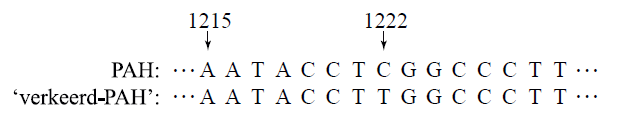 1215 1222
↓ ↓
PAH: ···A A T A C C T C G G C C C T T ···
‘verkeerd-PAH’: ···A A T A C C T T G G C C C T T ···